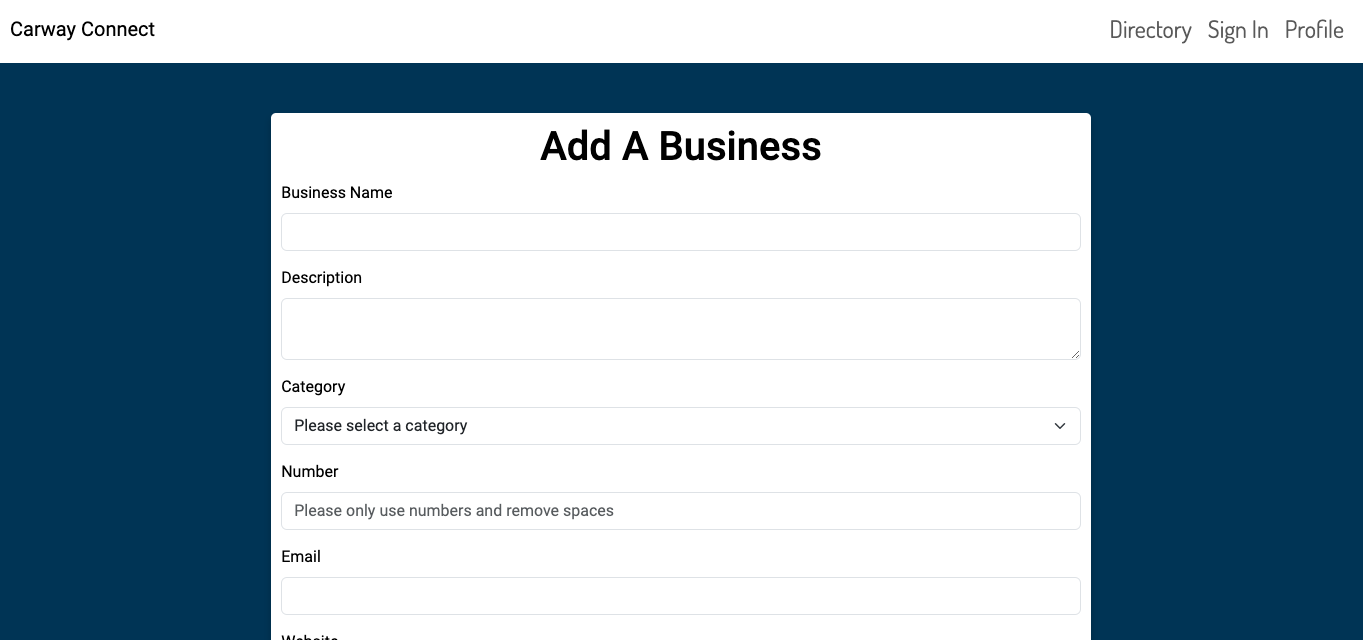 Carway Connect
Directory Sign In Profile
Add A Business
Business Name
Description
Category
Please select a category
Number
Please only use numbers and remove spaces
Email
Website